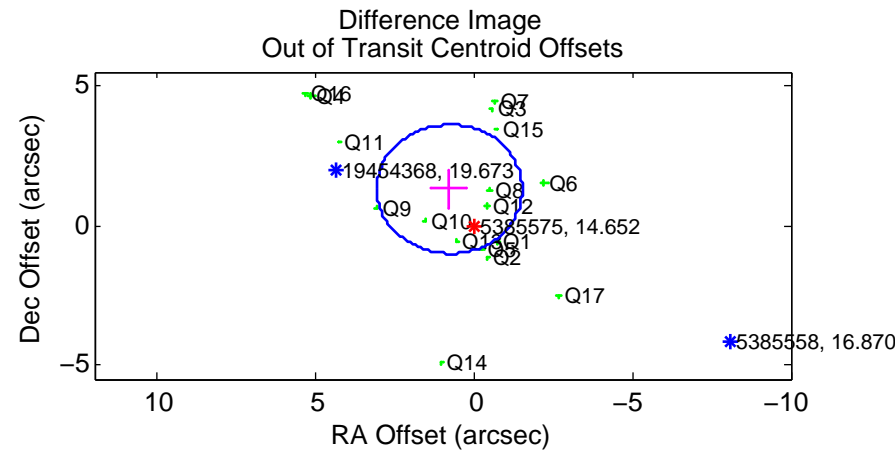 Difference Image
Out of Transit Centroid Offsets
Dec Offset (arcsec)
5
0
−5
Q16
Q4
Q7
Q3
Q15
Q11
19454368, 19.673
Q6
Q8
Q9
Q12
Q10
5385575, 14.652
Q13
Q1
Q5
Q2
Q17
5385558, 16.870
Q14
10
5
0
−5
−10
RA Offset (arcsec)